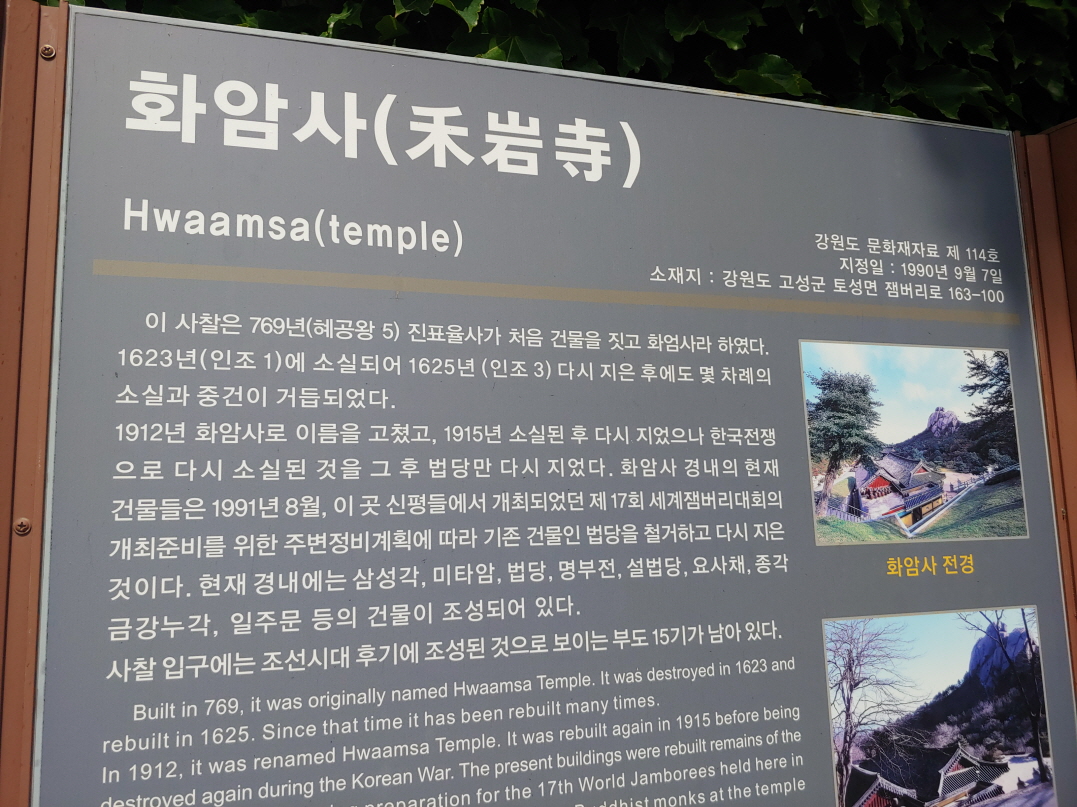 화암사(禾岩寺)
Hwaamsa(temple)
강원도 문화재자료 제 114호
지정일 : 1990년 9월 7일
소재지 : 강원도 고성군 토성면 잼버리로 163-100
이 사찰은 769년(혜공왕 5) 진표율사가 처음 건물을 짓고 화엄사라 하였다.
1623년(인조 1)에 소실되어 1625년 (인조 3) 다시 지은 후에도 몇 차례의
소실과 중건이 거듭되었다.
1912년 화암사로 이름을 고쳤고, 1915년 소실된 후 다시 지었으나 한국전쟁
으로 다시 소실된 것을 그 후 법당만 다시 지었다. 화암사 경내의 현재
건물들은 1991년 8월, 이 곳 신평들에서 개최되었던 제 17회 세계잼버리대회의
개최준비를 위한 주변정비계획에 따라 기존 건물인 법당을 철거하고 다시 지은
것이다. 현재 경내에는 삼성각, 미타암, 법당, 명부전, 설법당, 요사채, 종각
금강누각, 일주문 등의 건물이 조성되어 있다.
사찰 입구에는 조선시대 후기에 조성된 것으로 보이는 부도 15기가 남아 있다.
화암사 전경
Built in 769, it was originally named Hwaamsa Temple. It was destroyed in 1623 and
rebuilt in 1625. Since that time it has been rebuilt many times.
In 1912, it was renamed Hwaamsa Temple. It was rebuilt again in 1915 before being
destroyed again during the Korean War. The present buildings were rebuilt remains of the
preparation for the 17th World Jamborees held here in
Buddhist monks at the temple